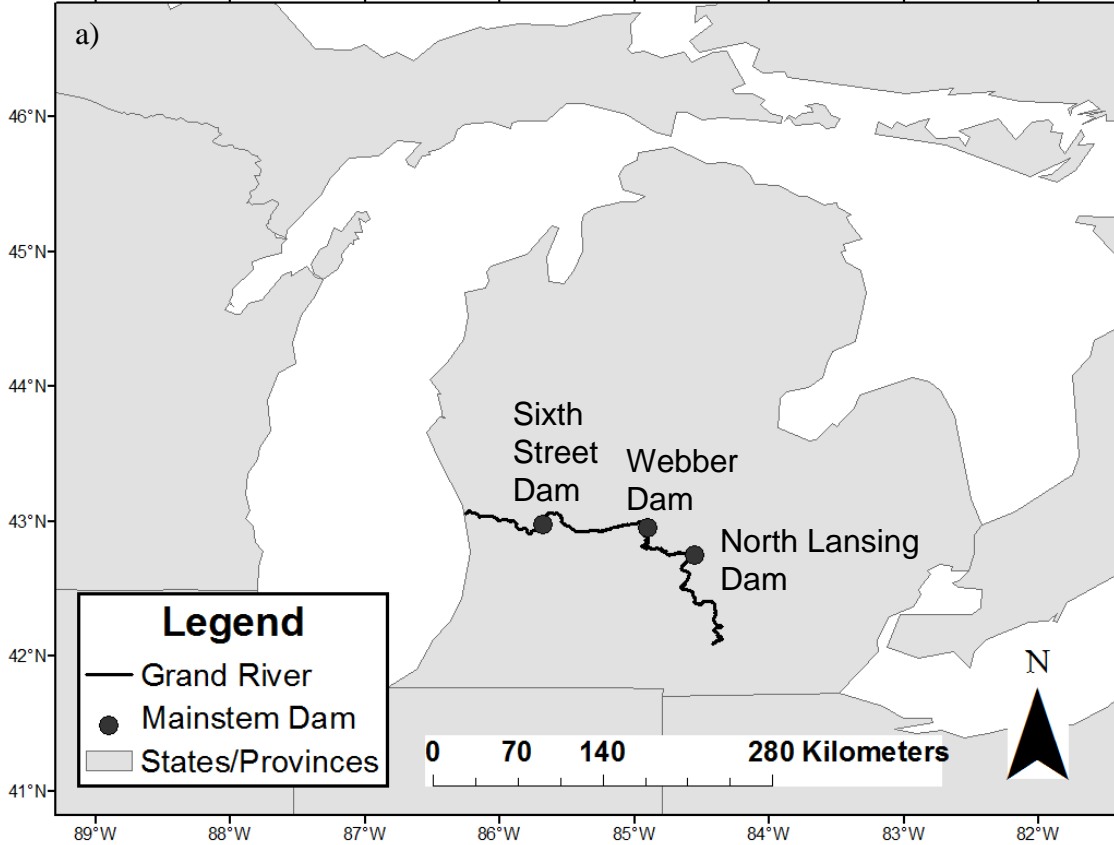 a)
46°N
45°N
44°N
43°N
42°N
41°N
Sixth
Street
Dam
Webber
Dam
North Lansing
Dam
Legend
Grand River
Mainstem Dam
States/Provinces
N
0 70 140 280 Kilometers
89°W 88°W 87°W 86°W 85°W 84°W 83°W 82°W